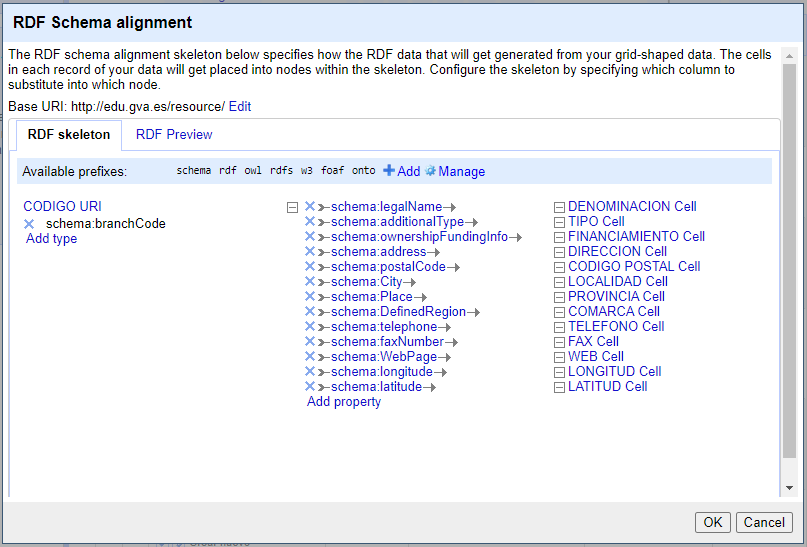 RDF Schema alignment
The RDF schema alignment skeleton below specifies how the RDF data that will get generated from your grid-shaped data. The cells
in each record of your data will get placed into nodes within the skeleton. Configure the skeleton by specifying which column to
substitute into which node.
Base URI: http://edu.gva.es/resource/ Edit
RDF skeleton RDF Preview
Available prefixes: schema rdf owl rdfs w3 foaf onto Add Manage
CODIGO URI schema:legalName DENOMINACION Cell
schema:branchCode schema:additionalType TIPO Cell
Add type schema:ownershipFundingInfo FINANCIAMIENTO Cell
schema:address DIRECCION Cell
schema:postalCode CODIGO POSTAL Cell
schema:City LOCALIDAD Cell
schema:Place PROVINCIA Cell
schema:DefinedRegion COMARCA Cell
schema:telephone TELEFONO Cell
schema:faxNumber FAX Cell
schema:WebPage WEB Cell
schema:longitude LONGITUD Cell
schema:latitude LATITUD Cell
Add property
OK Cancel